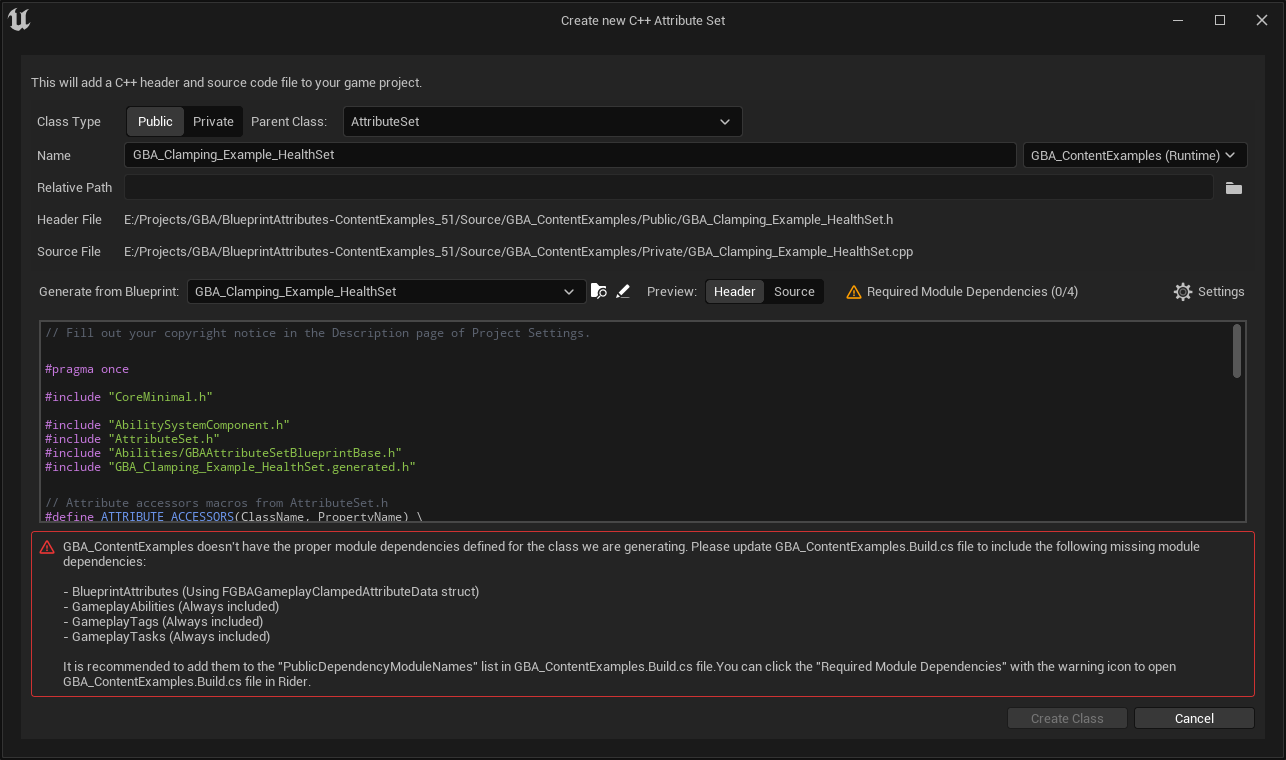 Create new C++ Attribute Set
This will add a C++ header and source code file to your game project.
Class Type Public Private Parent Class: AttributeSet
Name GBA_Clamping_Example_HealthSet GBA_ContentExamples (Runtime)
Relative Path
Header File E:/Projects/GBA/BlueprintAttributes-ContentExamples_51/Source/GBA_ContentExamples/Public/GBA_Clamping_Example_HealthSet.h
Source File E:/Projects/GBA/BlueprintAttributes-ContentExamples_51/Source/GBA_ContentExamples/Private/GBA_Clamping_Example_HealthSet.cpp
Generate from Blueprint: GBA_Clamping_Example_HealthSet Preview: Header Source Required Module Dependencies (0/4) Settings
// Fill out your copyright notice in the Description page of Project Settings.
#pragma once
#include "CoreMinimal.h"
#include "AbilitySystemComponent.h"
#include "AttributeSet.h"
#include "Abilities/GBAAttributeSetBlueprintBase.h"
#include "GBA_Clamping_Example_HealthSet.generated.h"
// Attribute accessors macros from AttributeSet.h
#define ATTRIBUTE_ACCESSORS(ClassName, PropertyName) \
GBA_ContentExamples doesn't have the proper module dependencies defined for the class we are generating. Please update GBA_ContentExamples.Build.cs file to include the following missing module
dependencies:
- BlueprintAttributes (Using FGBAGameplayClampedAttributeData struct)
- GameplayAbilities (Always included)
- GameplayTags (Always included)
- GameplayTasks (Always included)
It is recommended to add them to the "PublicDependencyModuleNames" list in GBA_ContentExamples.Build.cs file.You can click the "Required Module Dependencies" with the warning icon to open
GBA_ContentExamples.Build.cs file in Rider.
Create Class Cancel